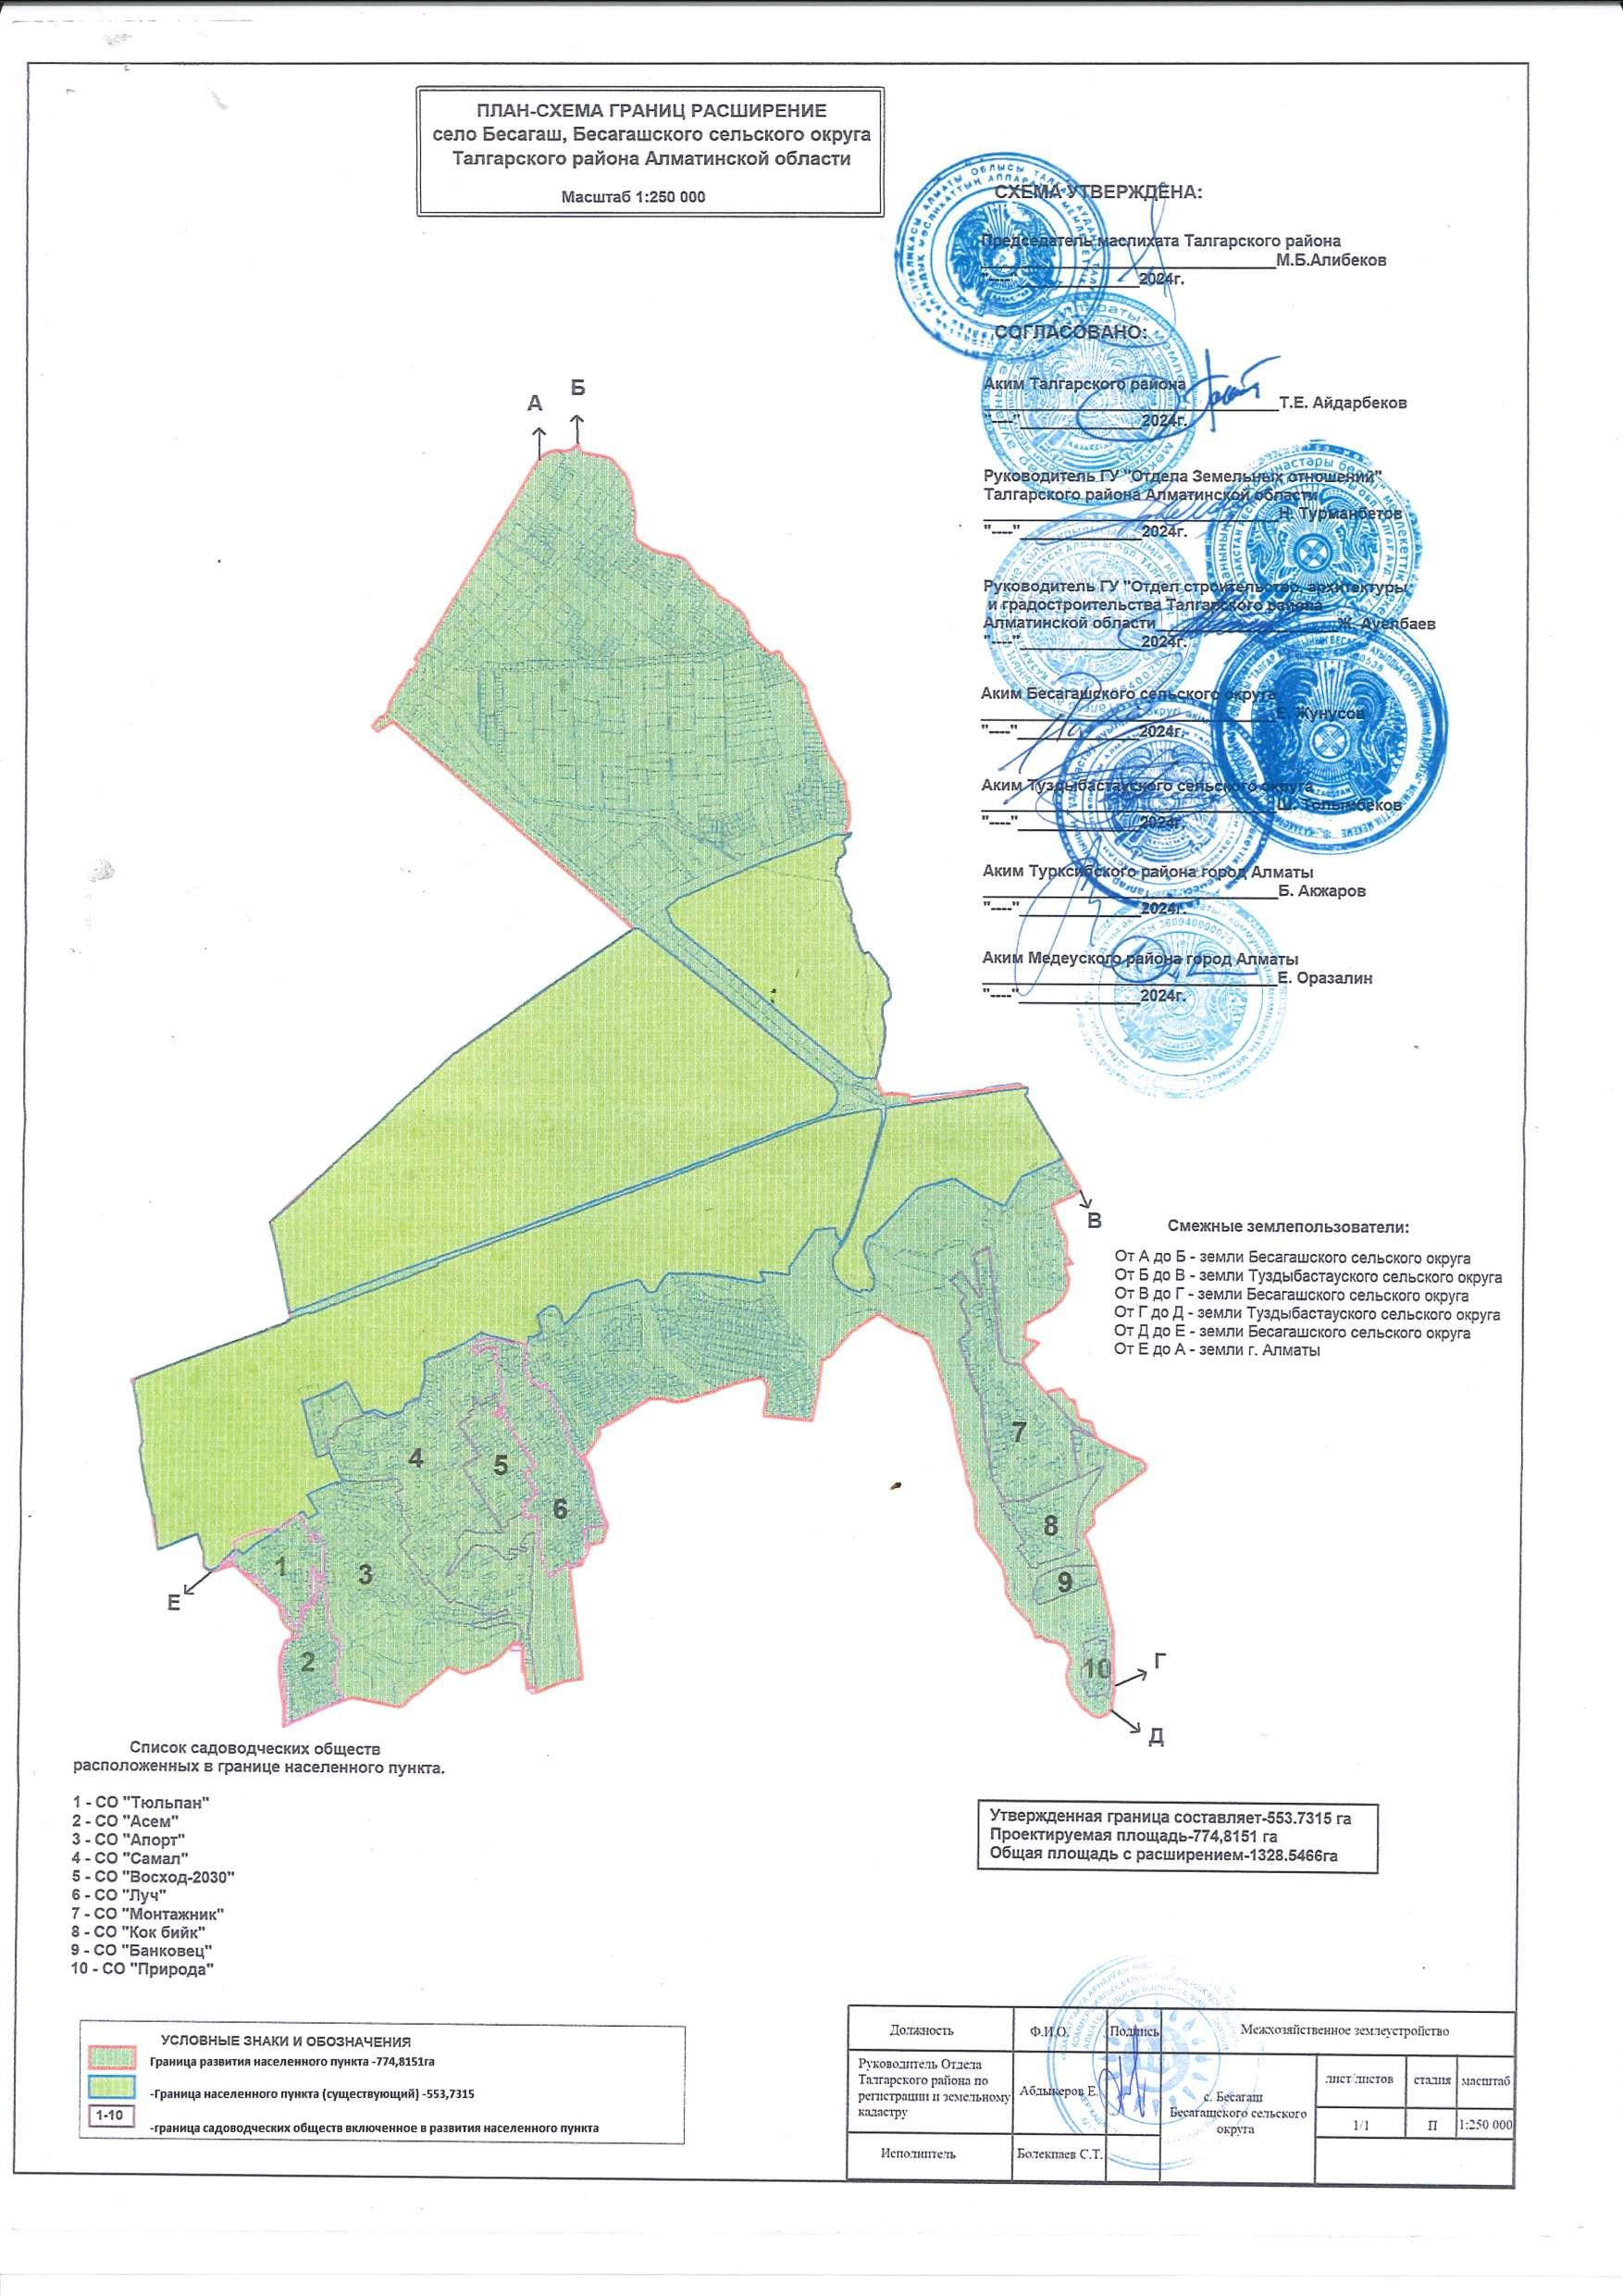 ПЛАН-СХЕМА ГРАНИЦ РАСШИРЕНИЕ
село Бесагаш, Бесагашского сельского округа
Талгарского района Алматинской области
Масштаб 1:250 000
СХЕМА УТВЕРЖДЕНА:
Председатель маслихата Талгарского района
М.Б.Алибеков
"----"______________2024г.
СОГЛАСОВАНО:
Аким Талгарского района
Т.Е. Айдарбеков
"----"______________2024г.
Руководитель ГУ "Отдела Земельных отношений"
Талгарского района Алматинской области
Н. Турманбетов
"----"______________2024г.
Руководитель ГУ "Отдел строительство, архитектуры
и градостроительства Талгарского района
Алматинской области Ж. Ауелбаев
"----"______________2024г.
Аким Бесагашского сельского округа
Е. Жунусов
"----"______________2024г.
Аким Туздыбастауского сельского округа
Ш. Толымбеков
"----"______________2024г.
Аким Турксибского района город Алматы
Б. Акжаров
"----"______________2024г.
Аким Медеуского района город Алматы
Е. Оразалин
"----"______________2024г.
А
Б
В
Г
Д
Е
1
2
3
4
5
6
7
8
9
10
Смежные землепользователи:
От А до Б - земли Бесагашского сельского округа
От Б до В - земли Туздыбастауского сельского округа
От В до Г - земли Бесагашского сельского округа
От Г до Д - земли Туздыбастауского сельского округа
От Д до Е - земли Бесагашского сельского округа
От Е до А - земли г. Алматы
Список садоводческих обществ
расположенных в границе населенного пункта.
1 - СО "Тюльпан"
2 - СО "Асем"
3 - СО "Апорт"
4 - СО "Самал"
5 - СО "Восход-2030"
6 - СО "Луч"
7 - СО "Монтажник"
8 - СО "Кок бийк"
9 - СО "Банковец"
10 - СО "Природа"
Утвержденная граница составляет-553.7315 га
Проектируемая площадь-774,8151 га
Общая площадь с расширением-1328.5466га
УСЛОВНЫЕ ЗНАКИ И ОБОЗНАЧЕНИЯ
Граница развития населенного пункта -774,8151га
-Граница населенного пункта (существующий) -553,7315
1-10
-граница садоводческих обществ включенное в развития населенного пункта
Должность Ф.И.О. Подпись Межхозяйственное землеустройство
Руководитель Отдела
Талгарского района по
регистрации и земельному
кадастру
Абдыкеров Е.
с. Бесагаш
Бесагашского сельского
округа
лист/листов стадия масштаб
1/1 П 1:250 000
Исполнитель Болекпаев С.Т.